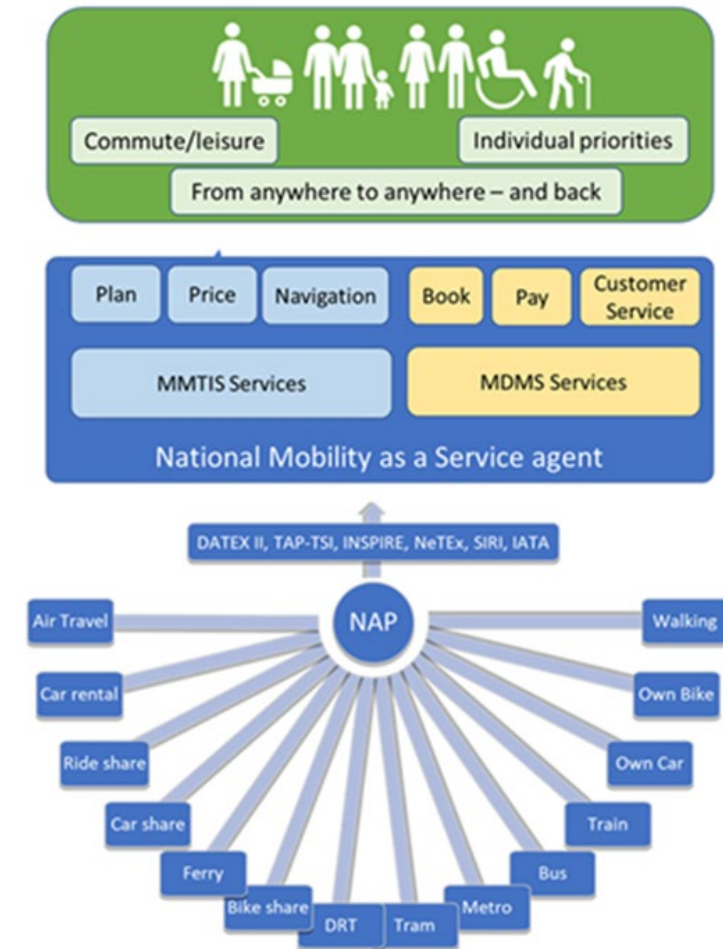 Commute/leisure
Individual priorities
From anywhere to anywhere – and back
Plan
Price
Navigation
Book
Pay
Customer
Service
MMTIS Services
MDMS Services
National Mobility as a Service agent
DATEX II, TAP-TSI, INSPIRE, NeTEx, SIRI, IATA
NAP
Air Travel
Walking
Car rental
Own Bike
Ride share
Own Car
Car share
Train
Ferry
Bus
Bike share
Metro
DRT
Tram